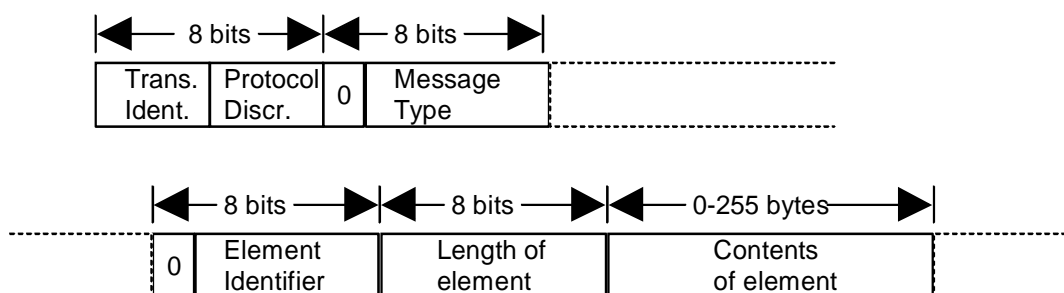 8 bits 8 bits
Trans. Protocol 0 Message
Ident. Discr. Type
8 bits 8 bits 0-255 bytes
0 Element Length of Contents
Identifier element of element